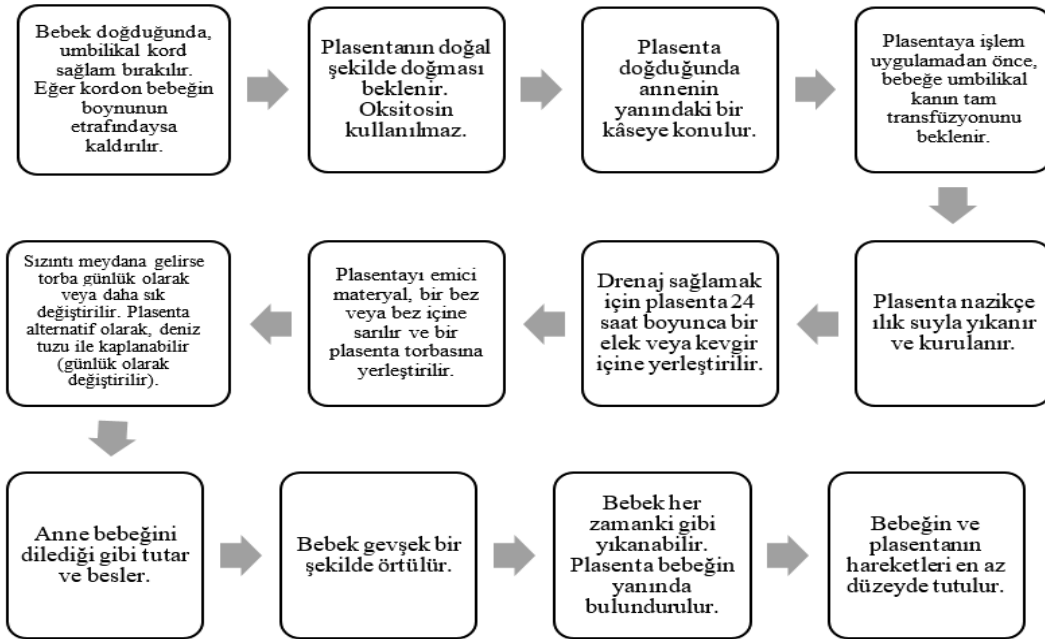 Bebek doğduğunda,
umbilikal kord
sağlam bırakılır.
Eğer kordon bebeğin
boynunun
etrafındaysa
kaldırılır.
Plasentanın doğal
şekilde doğması
beklenir.
Oksitosin
kullanılmaz.
Plasenta
doğduğunda
annenin
yanındaki bir
kâseye konulur.
Plasentaya işlem
uygulamadan önce,
bebeğe umbilikal
kanın tam
transfüzyonunu
beklenir.
Plasenta nazikçe
ılık suyla yıkanır
ve kurulanır.
Drenaj sağlamak
için plasenta 24
saat boyunca bir
elek veya kevgir
içine yerleştirilir.
Plasentayı emici
materyal, bir bez
veya bez içine
sarılır ve bir
plasenta torbasına
yerleştirilir.
Sızıntı meydana gelirse
torba günlük olarak
veya daha sık
değiştirilir. Plasenta
alternatif olarak, deniz
tuzu ile kaplanabilir
(günlük olarak
değiştirilir).
Anne bebeğini
dilediği gibi tutar
ve besler.
Bebek gevşek bir
şekilde örtülür.
Bebek her
zamanki gibi
yıkanabilir.
Plasenta bebeğin
yanında
bulundurulur.
Bebeğin ve
plasentanın
hareketleri en az
düzeyde tutulur.